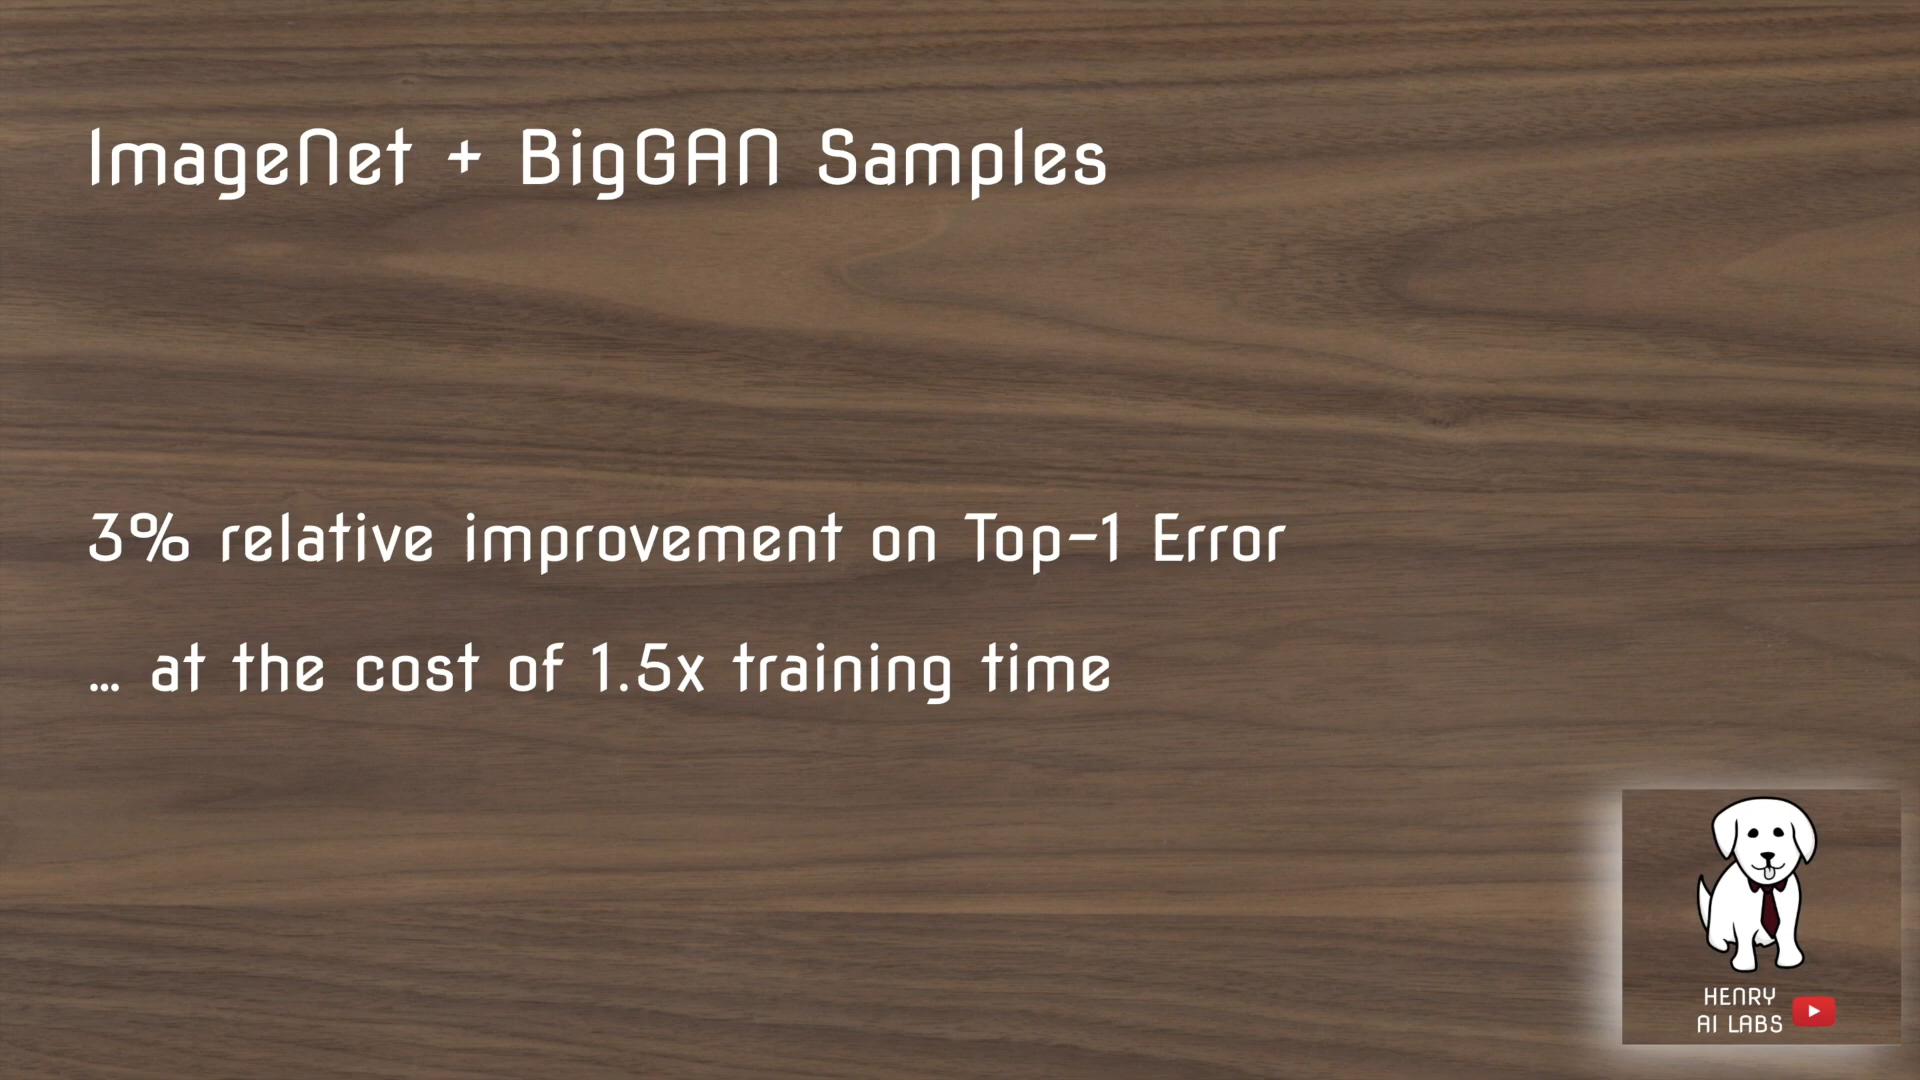 ImageNet + BigGAN Samples
3% relative improvement on Top-1 Error
... at the cost of 1.5x training time
HENRY
AI LABS